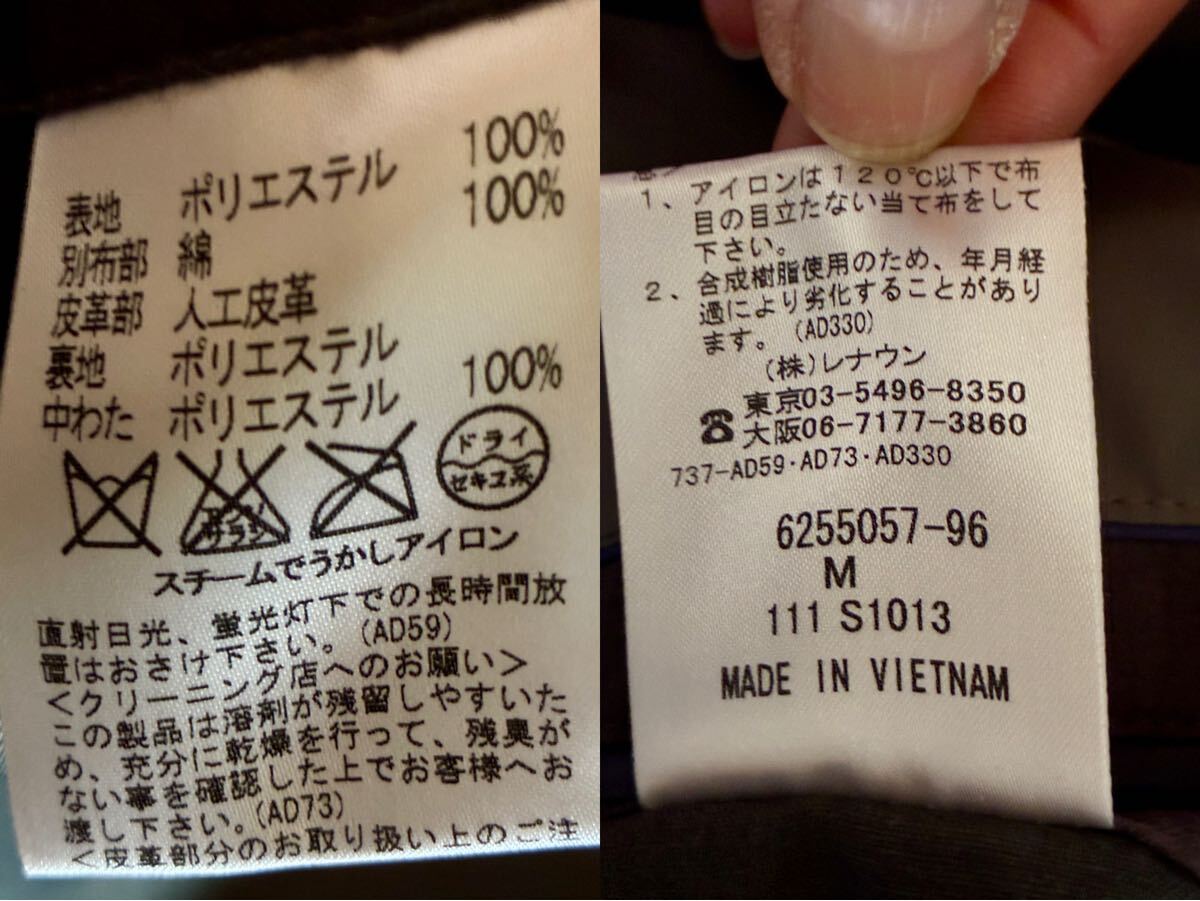 表地 ポリエステル 100%
別布部 綿 100%
皮革部 人工皮革
裏地 ポリエステル
中わた ポリエステル 100%
エンソ サラシ
ドライ
セキユ系
スチームでうかしアイロン
直射日光、蛍光灯下での長時間放
置はおさけ下さい。(AD59)
<クリーニング店へのお願い>
この製品は溶剤が残留しやすいた
め、充分に乾燥を行って、残臭が
ない事を確認した上でお客様へお
渡し下さい。(AD73)
<皮革部分のお取り扱い上のご注
意>
1、アイロンは120℃以下で布
目の目立たない当て布をして
下さい。
2、合成樹脂使用のため、年月経
過により劣化することがあり
ます。(AD330)
(株)レナウン
東京03-5496-8350
☎大阪06-7177-3860
737-AD59・AD73・AD330
6255057-96
M
111 S1013
MADE IN VIETNAM